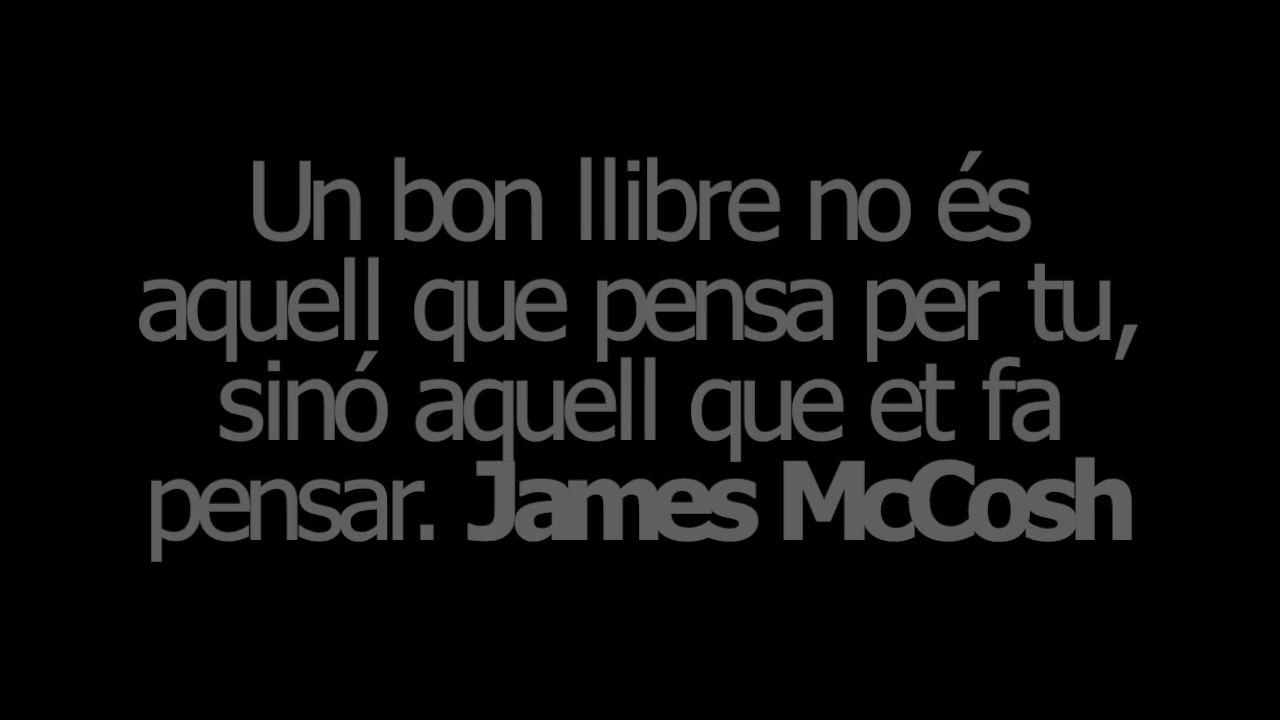 Un bon llibre no és
aquell que pensa per tu,
sinó aquell que et fa
pensar. James McCosh